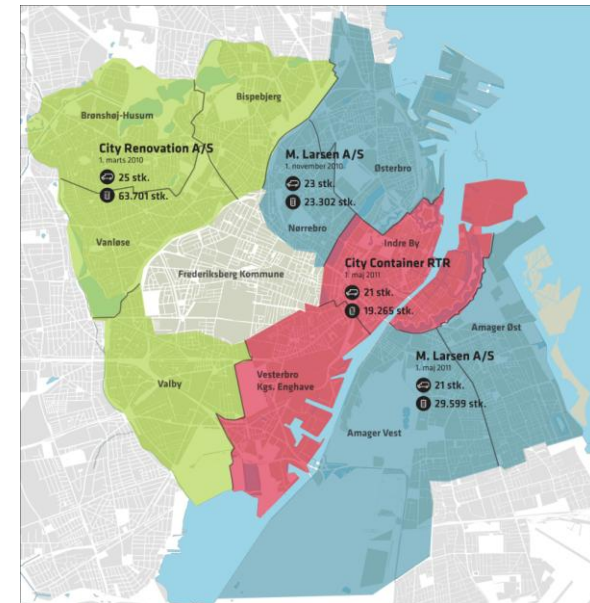 Bispebjerg
Brønshøj-Husum
City Renovation A/S
1. marts 2010
25 stk.
63.701 stk.
Vanløse
M. Larsen A/S
1. november 2010
23 stk.
23.302 stk.
Østerbro
Nørrebro
Frederiksberg Kommune
Indre By
City Container RTR
1. maj 2011
21 stk.
19.265 stk.
Amager Øst
M. Larsen A/S
1. maj 2011
21 stk.
29.599 stk.
Valby
Vesterbro
Kgs. Enghave
Amager Vest